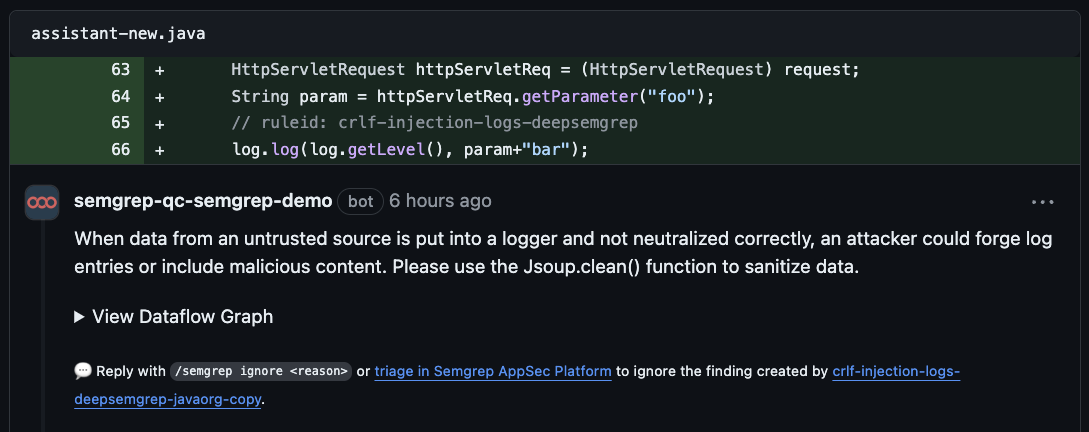 assistant-new.java
63 + HttpServletRequest httpServletReq = (HttpServletRequest) request;
64 + String param = httpServletReq.getParameter("foo");
65 + // ruleid: crlf-injection-logs-deepsemgrep
66 + log.log(log.getLevel(), param+"bar");
semgrep-qc-semgrep-demo bot 6 hours ago
When data from an untrusted source is put into a logger and not neutralized correctly, an attacker could forge log
entries or include malicious content. Please use the Jsoup.clean() function to sanitize data.
View Dataflow Graph
Reply with /semgrep ignore <reason> or triage in Semgrep AppSec Platform to ignore the finding created by crlf-injection-logs-
deepsemgrep-javaorg-copy.